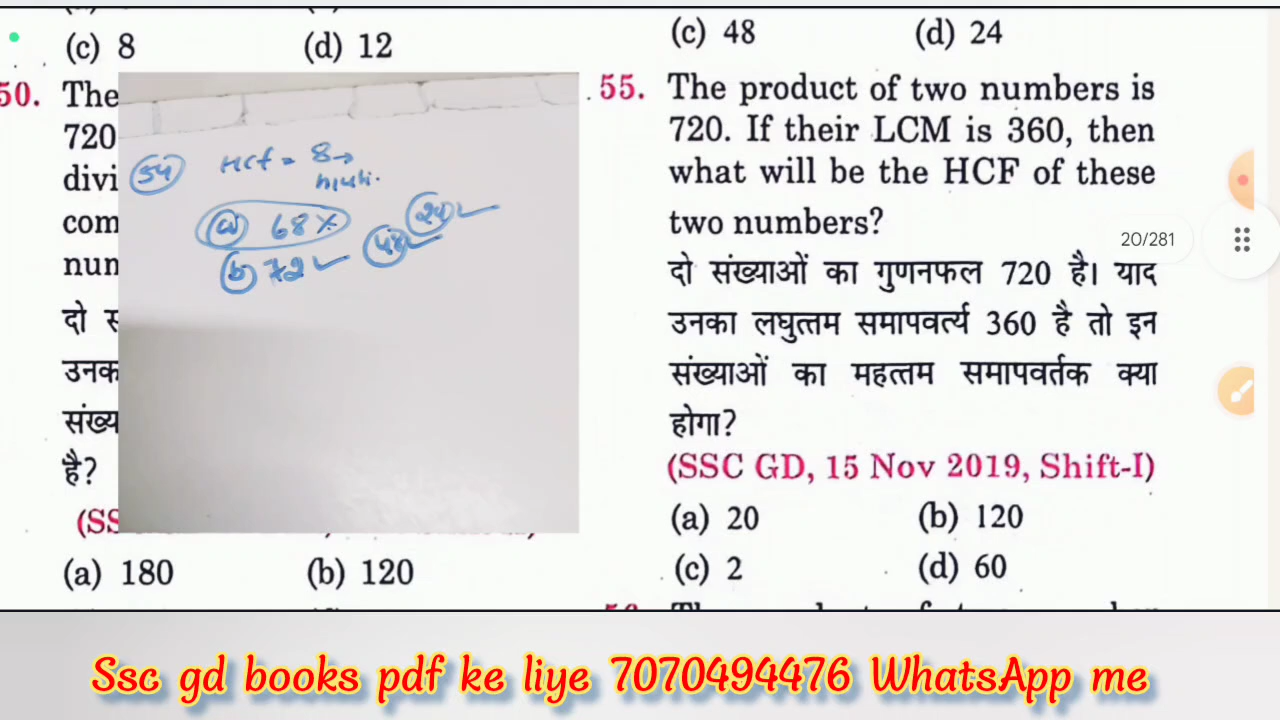 (c) 8
(d) 12
50. The
720
divi
com
num
दो स
उनक
संख्य
है?
(SS
(a) 180
(b) 120
54 HCf = 8→
multi.
(a) 68 ×
24 ✓
(b) 72 ✓
48 ✓
(c) 48
(d) 24
55. The product of two numbers is
720. If their LCM is 360, then
what will be the HCF of these
two numbers?
दो संख्याओं का गुणनफल 720 है। याद
उनका लघुत्तम समापवर्त्य 360 है तो इन
संख्याओं का महत्तम समापवर्तक क्या
होगा?
(SSC GD, 15 Nov 2019, Shift-I)
(a) 20
(b) 120
(c) 2
(d) 60
20/281
Ssc gd books pdf ke liye 7070494476 WhatsApp me